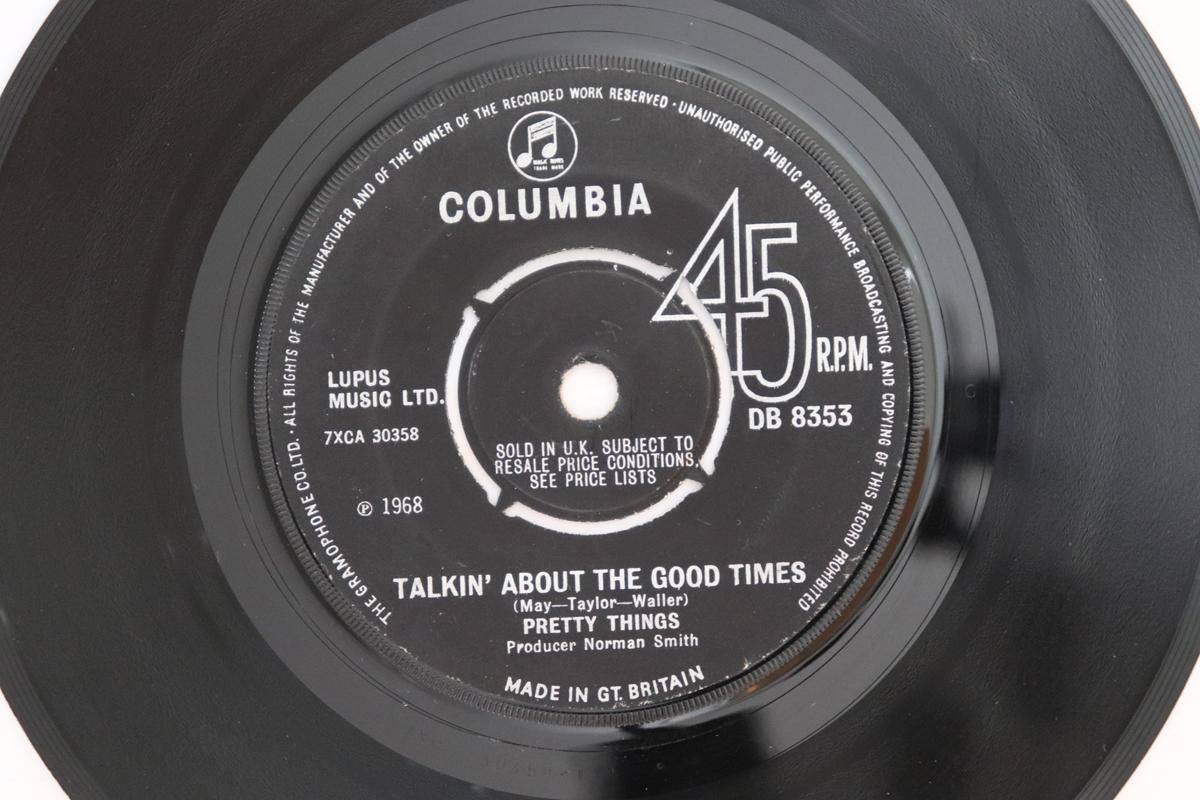 THE GRAMOPHONE CO. LTD. · ALL RIGHTS OF THE MANUFACTURER AND OF THE OWNER OF THE RECORDED WORK RESERVED · UNAUTHORISED PUBLIC PERFORMANCE BROADCASTING AND COPYING OF THIS RECORD PROHIBITED
TRADE MARK
COLUMBIA
45 R.P.M.
LUPUS
MUSIC LTD.
DB 8353
7XCA 30358
SOLD IN U.K. SUBJECT TO
RESALE PRICE CONDITIONS,
SEE PRICE LISTS
℗ 1968
TALKIN' ABOUT THE GOOD TIMES
(May—Taylor—Waller)
PRETTY THINGS
Producer Norman Smith
MADE IN GT. BRITAIN